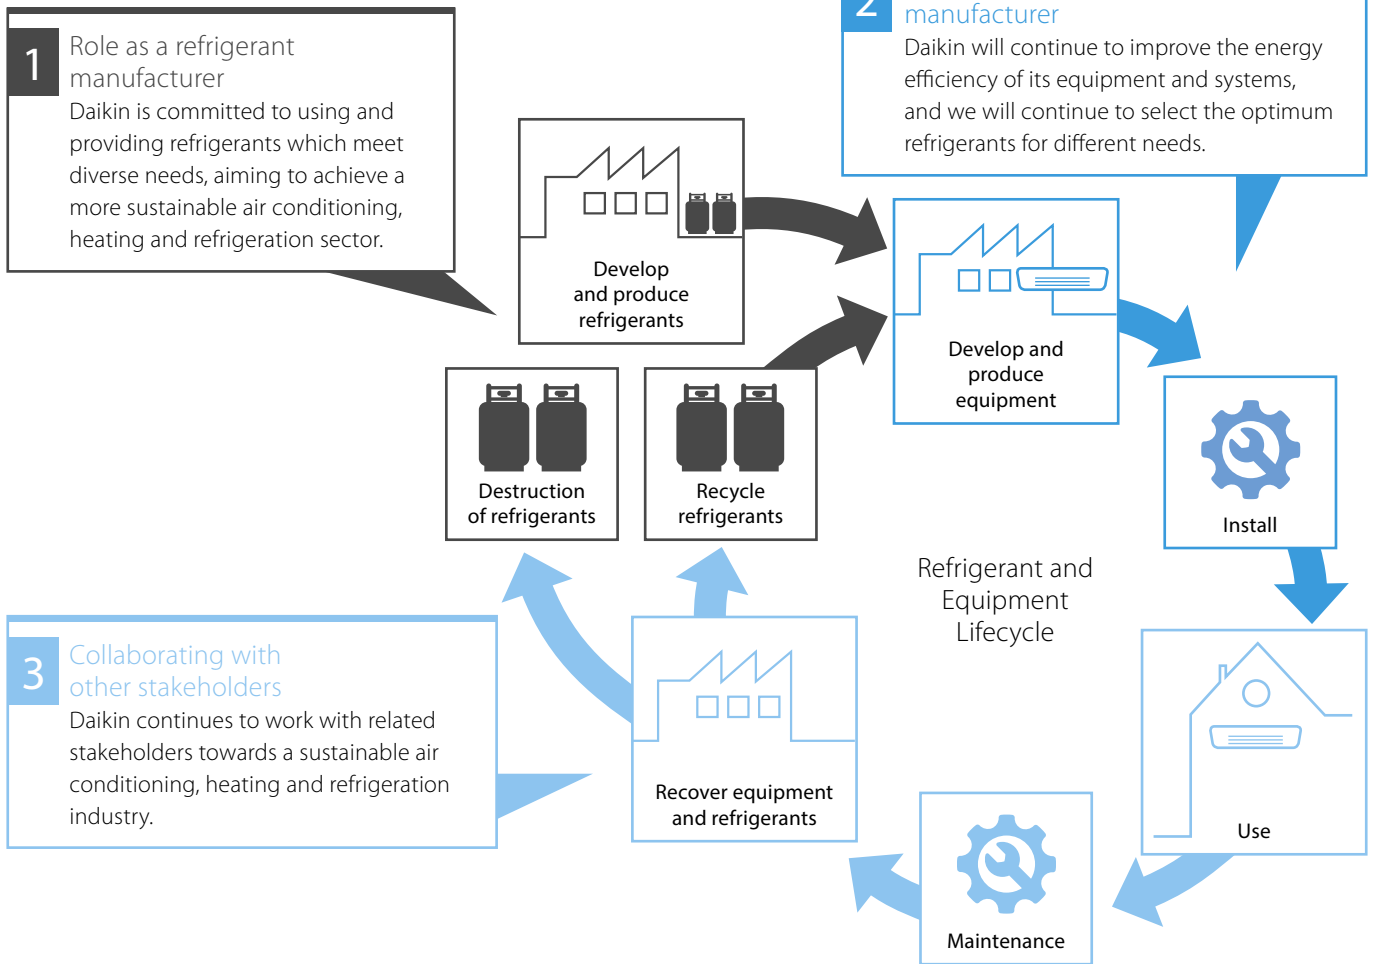 1
Role as a refrigerant
manufacturer
Daikin is committed to using and
providing refrigerants which meet
diverse needs, aiming to achieve a
more sustainable air conditioning,
heating and refrigeration sector.
2
manufacturer
Daikin will continue to improve the energy
efficiency of its equipment and systems,
and we will continue to select the optimum
refrigerants for different needs.
Develop
and produce
refrigerants
Develop and
produce
equipment
Destruction
of refrigerants
Recycle
refrigerants
Install
Refrigerant and
Equipment
Lifecycle
3
Collaborating with
other stakeholders
Daikin continues to work with related
stakeholders towards a sustainable air
conditioning, heating and refrigeration
industry.
Recover equipment
and refrigerants
Use
Maintenance